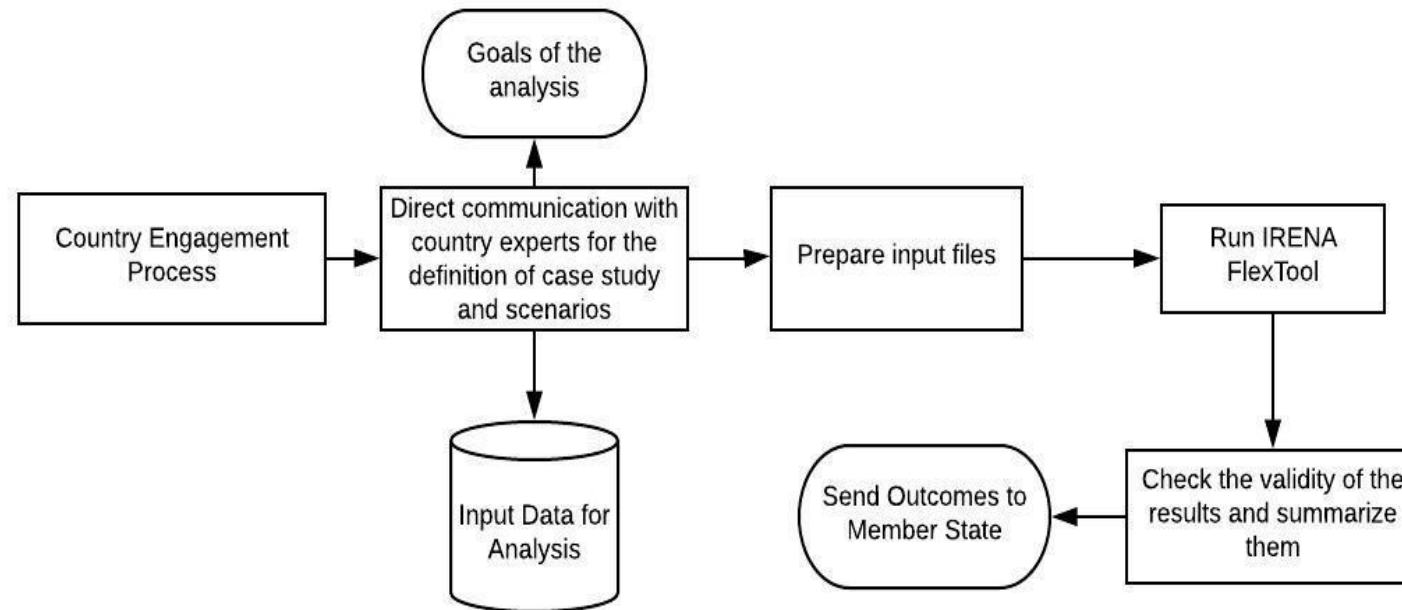 Goals of the
analysis
Country Engagement
Process
Direct communication with
country experts for the
definition of case study
and scenarios
Prepare input files
Run IRENA
FlexTool
Input Data for
Analysis
Check the validity of the
results and summarize
them
Send Outcomes to
Member State